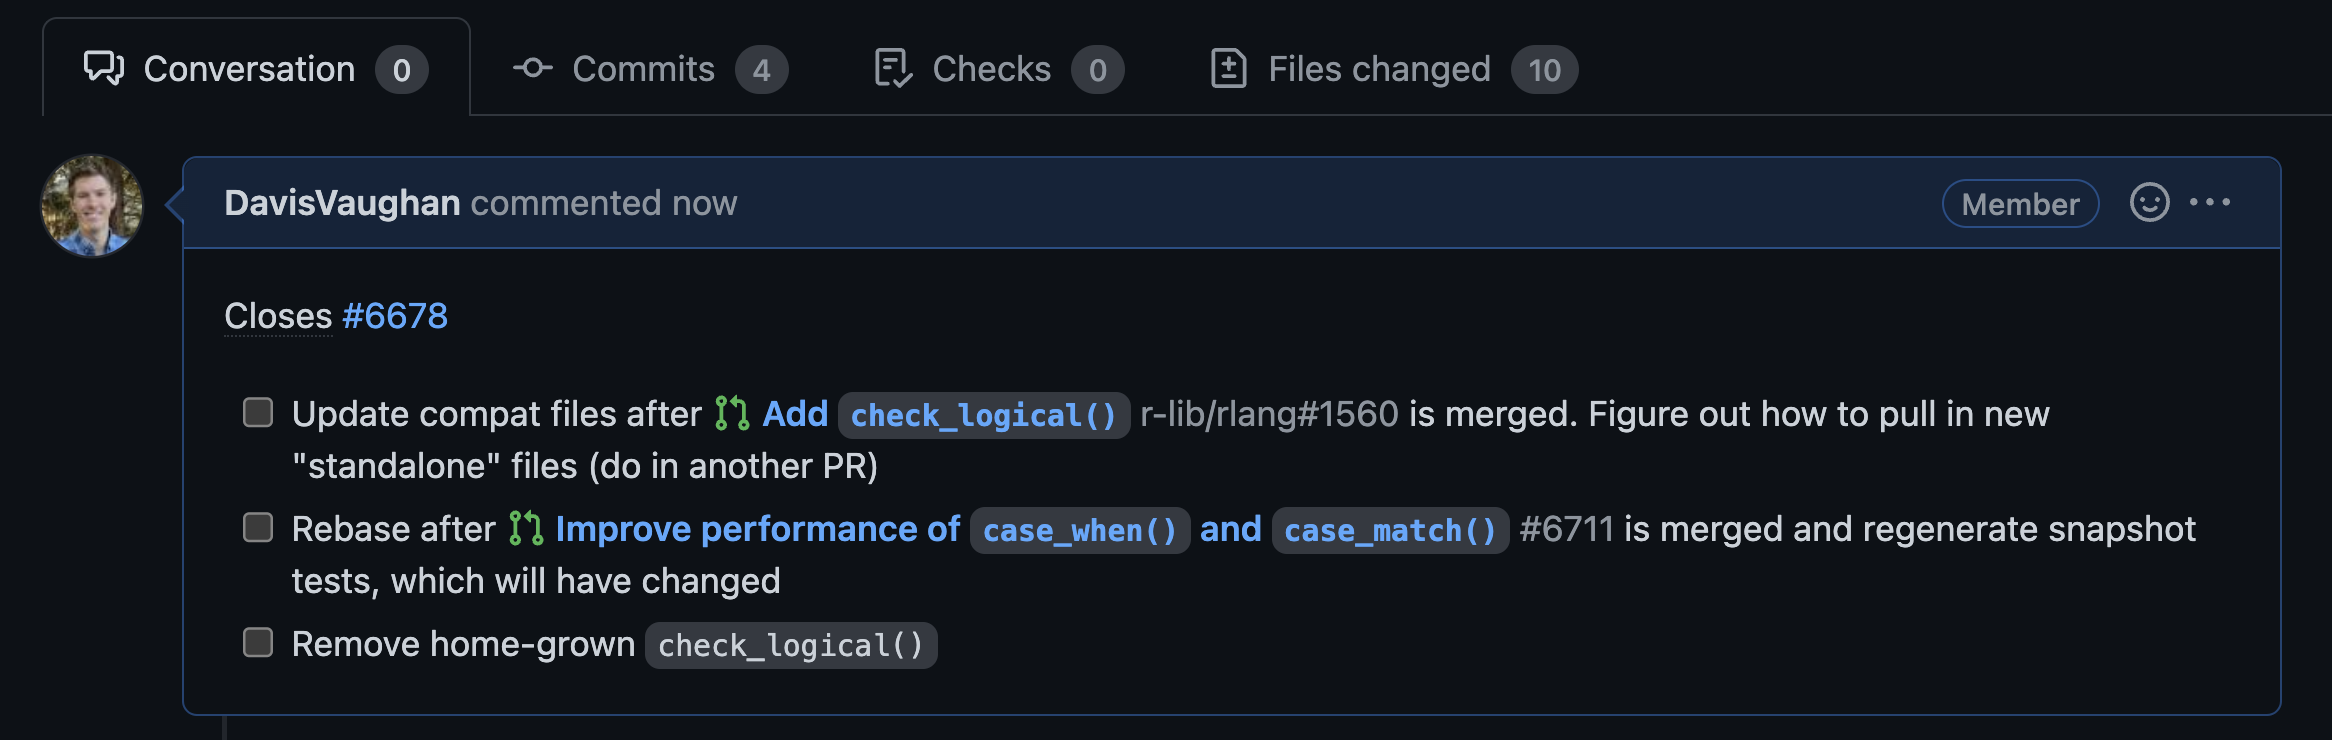 Conversation 0 Commits 4 Checks 0 Files changed 10
DavisVaughan commented now Member
Closes #6678
Update compat files after Add check_logical() r-lib/rlang#1560 is merged. Figure out how to pull in new
"standalone" files (do in another PR)
Rebase after Improve performance of case_when() and case_match() #6711 is merged and regenerate snapshot
tests, which will have changed
Remove home-grown check_logical()